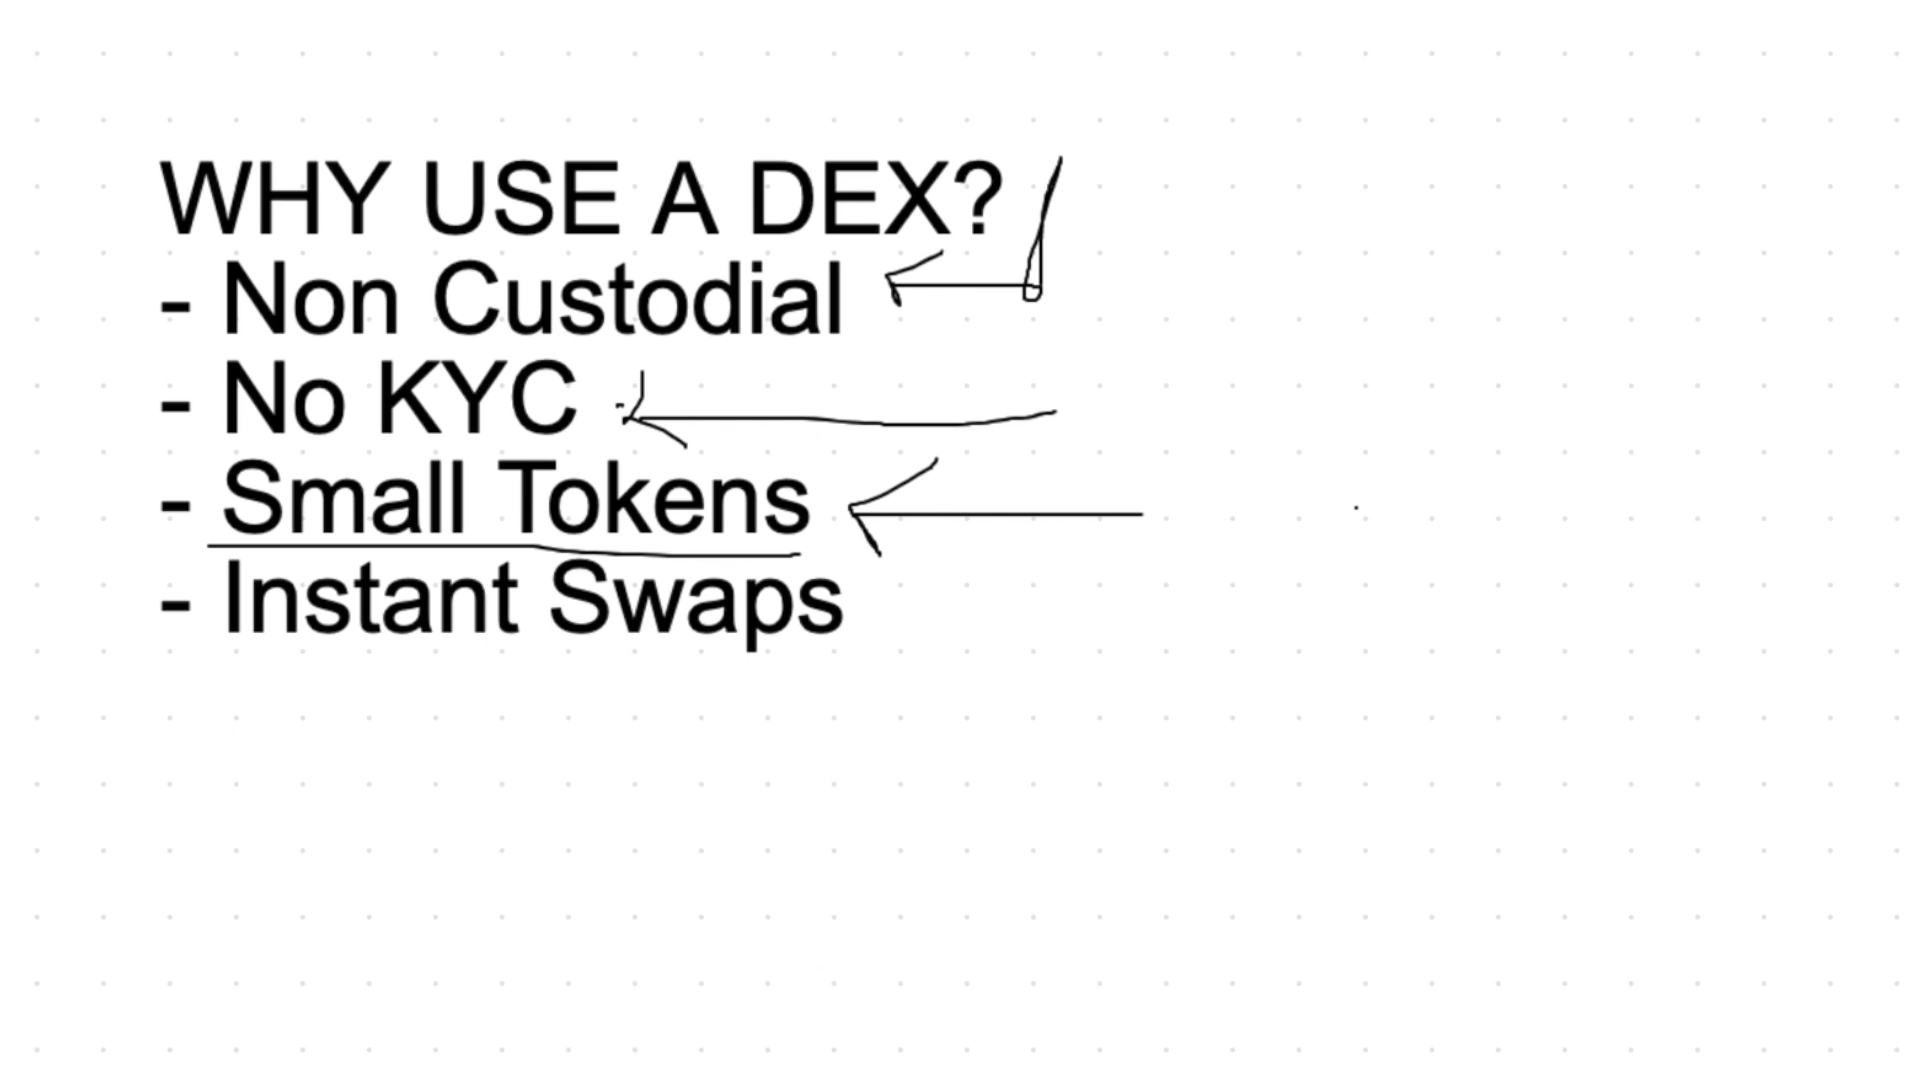 WHY USE A DEX?
- Non Custodial
- No KYC
- Small Tokens
- Instant Swaps